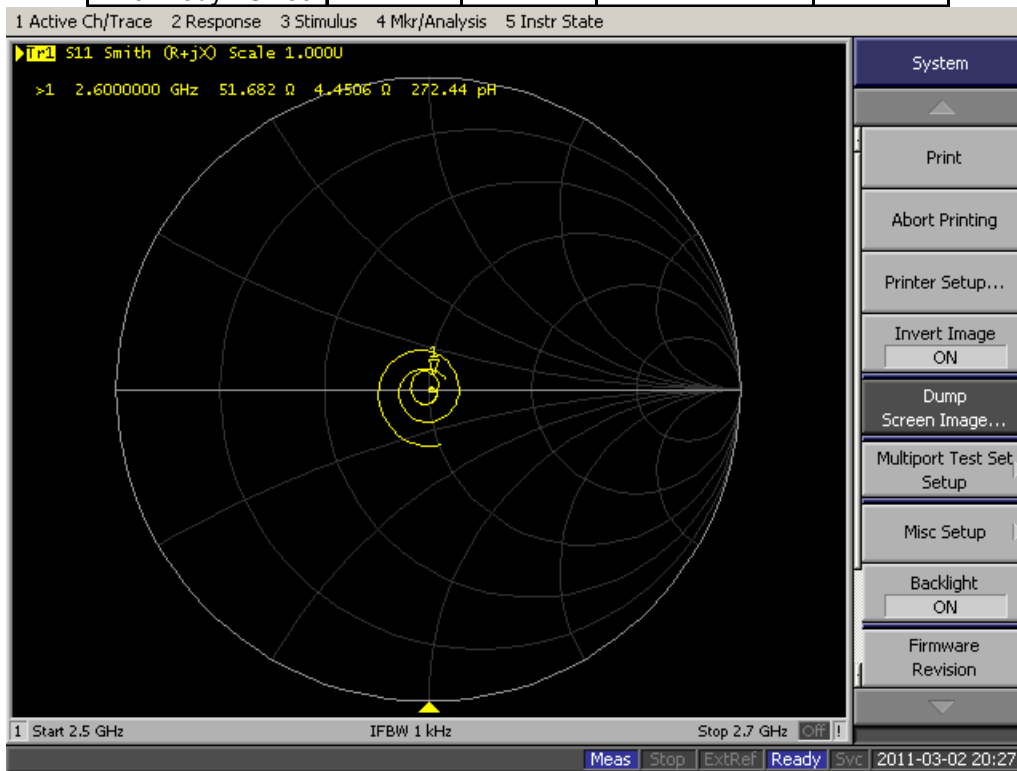 1 Active Ch/Trace 2 Response 3 Stimulus 4 Mkr/Analysis 5 Instr State
Tr1 S11 Smith (R+jX) Scale 1.000U
>1 2.6000000 GHz 51.682 Ω 4.4506 Ω 272.44 pH
1
System
Print
Abort Printing
Printer Setup...
Invert Image
ON
Dump
Screen Image...
Multiport Test Set
Setup
Misc Setup
Backlight
ON
Firmware
Revision
1 Start 2.5 GHz IFBW 1 kHz Stop 2.7 GHz Off !
Meas Stop ExtRef Ready Svc 2011-03-02 20:27